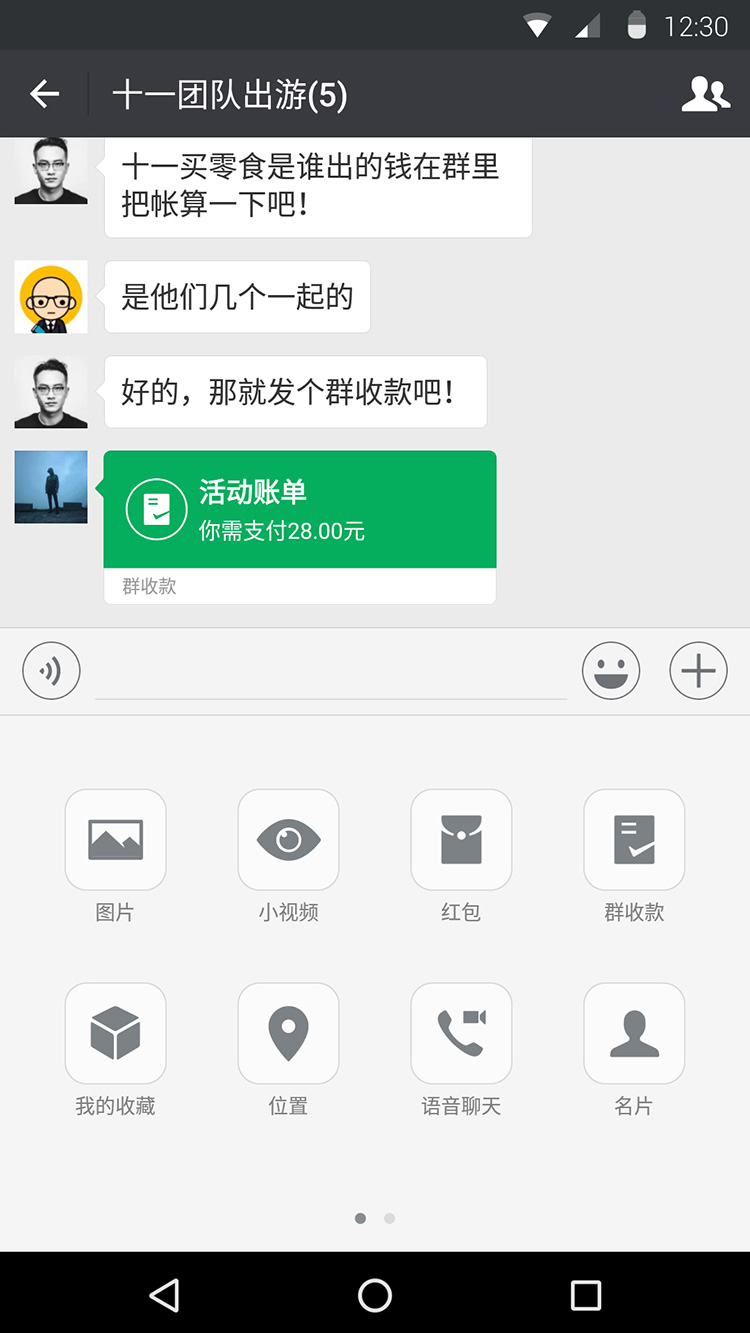 12:30
十一团队出游(5)
十一买零食是谁出的钱在群里
把帐算一下吧！
是他们几个一起的
好的，那就发个群收款吧！
活动账单
你需支付28.00元
群收款
图片
小视频
红包
群收款
我的收藏
位置
语音聊天
名片